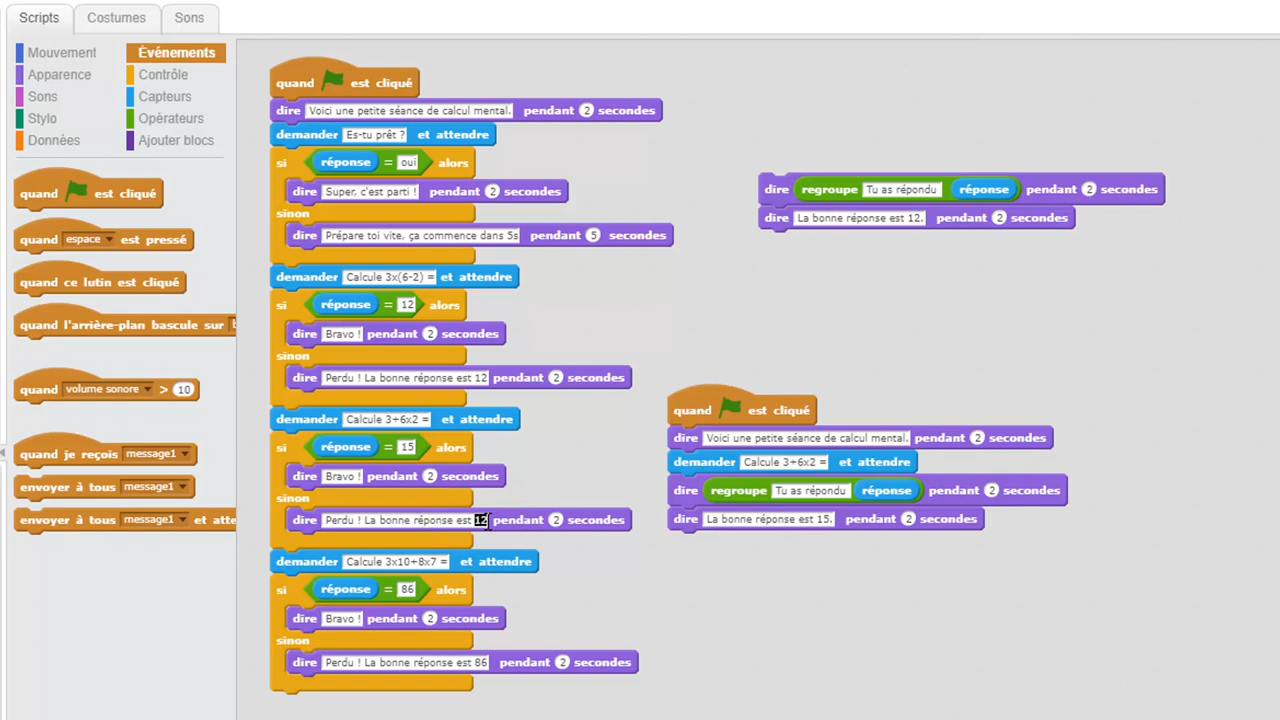 Scripts Costumes Sons
Mouvement Événements
Apparence Contrôle
Sons Capteurs
Stylo Opérateurs
Données Ajouter blocs
quand est cliqué
quand espace est pressé
quand ce lutin est cliqué
quand l'arrière-plan bascule sur
quand volume sonore > 10
quand je reçois message1
envoyer à tous message1
envoyer à tous message1 et atte
quand est cliqué
dire Voici une petite séance de calcul mental. pendant 2 secondes
demander Es-tu prêt ? et attendre
si réponse = oui alors
dire Super, c'est parti ! pendant 2 secondes
sinon
dire Prépare toi vite, ça commence dans 5s pendant 5 secondes
demander Calcule 3x(6-2) = et attendre
si réponse = 12 alors
dire Bravo ! pendant 2 secondes
sinon
dire Perdu ! La bonne réponse est 12 pendant 2 secondes
demander Calcule 3+6x2 = et attendre
si réponse = 15 alors
dire Bravo ! pendant 2 secondes
sinon
dire Perdu ! La bonne réponse est 12 pendant 2 secondes
demander Calcule 3x10+8x7 = et attendre
si réponse = 86 alors
dire Bravo ! pendant 2 secondes
sinon
dire Perdu ! La bonne réponse est 86 pendant 2 secondes
dire regroupe Tu as répondu réponse pendant 2 secondes
dire La bonne réponse est 12. pendant 2 secondes
quand est cliqué
dire Voici une petite séance de calcul mental. pendant 2 secondes
demander Calcule 3+6x2 = et attendre
dire regroupe Tu as répondu réponse pendant 2 secondes
dire La bonne réponse est 15. pendant 2 secondes